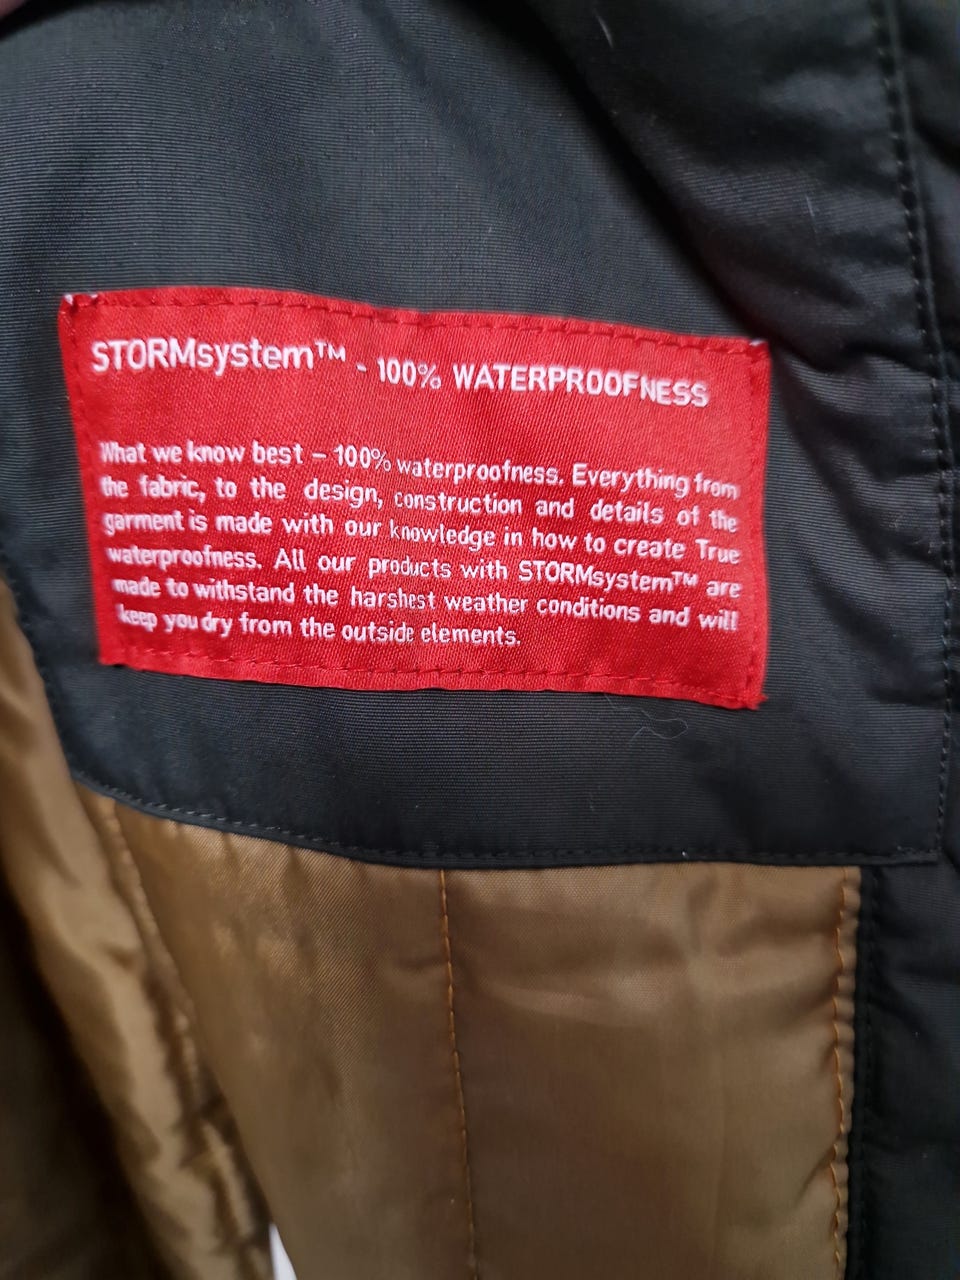 STORMsystem™ - 100% WATERPROOFNESS
What we know best – 100% waterproofness. Everything from
the fabric, to the design, construction and details of the
garment is made with our knowledge in how to create True
waterproofness. All our products with STORMsystem™ are
made to withstand the harshest weather conditions and will
keep you dry from the outside elements.